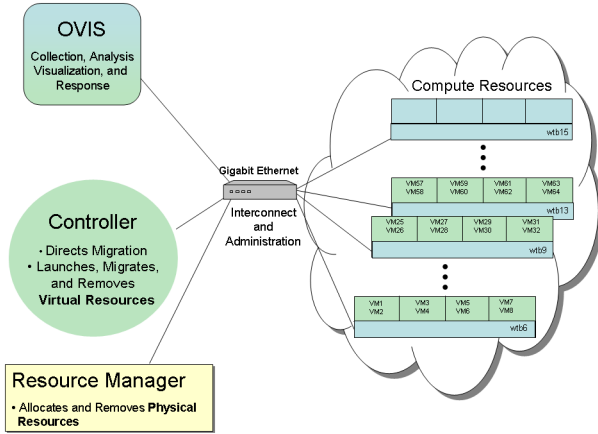 OVIS
Collection, Analysis
Visualization, and
Response
Controller
• Directs Migration
• Launches, Migrates,
and Removes
Virtual Resources
Resource Manager
• Allocates and Removes Physical
Resources
Gigabit Ethernet
Interconnect
and
Administration
Compute Resources
wtb15
VM57 VM59 VM61 VM63
VM58 VM60 VM62 VM64
wtb13
VM25 VM27 VM29 VM31
VM26 VM28 VM30 VM32
wtb9
VM1 VM3 VM5 VM7
VM2 VM4 VM6 VM8
wtb6